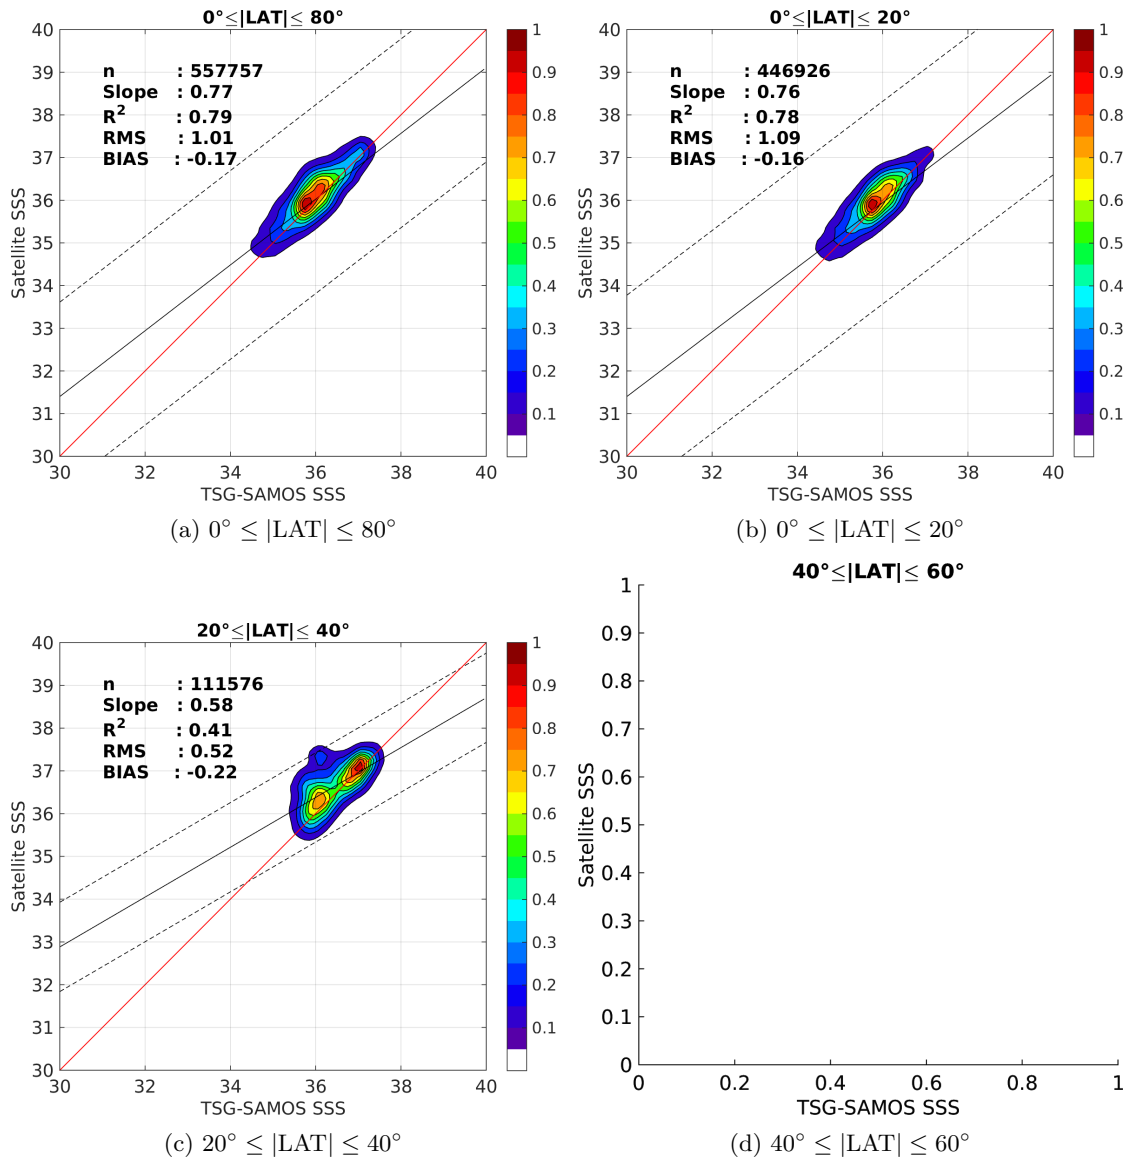 0°≤|LAT|≤ 80°
40
39
38
37
36
35
34
33
32
31
30
n : 557757
Slope : 0.77
R2 : 0.79
RMS : 1.01
BIAS : -0.17
Satellite SSS
30 32 34 36 38 40
TSG-SAMOS SSS
1
0.9
0.8
0.7
0.6
0.5
0.4
0.3
0.2
0.1
(a) 0° ≤ |LAT| ≤ 80°
0°≤|LAT|≤ 20°
40
39
38
37
36
35
34
33
32
31
30
n : 446926
Slope : 0.76
R2 : 0.78
RMS : 1.09
BIAS : -0.16
Satellite SSS
30 32 34 36 38 40
TSG-SAMOS SSS
1
0.9
0.8
0.7
0.6
0.5
0.4
0.3
0.2
0.1
(b) 0° ≤ |LAT| ≤ 20°
20°≤|LAT|≤ 40°
40
39
38
37
36
35
34
33
32
31
30
n : 111576
Slope : 0.58
R2 : 0.41
RMS : 0.52
BIAS : -0.22
Satellite SSS
30 32 34 36 38 40
TSG-SAMOS SSS
1
0.9
0.8
0.7
0.6
0.5
0.4
0.3
0.2
0.1
(c) 20° ≤ |LAT| ≤ 40°
40°≤|LAT|≤ 60°
1
0.9
0.8
0.7
0.6
0.5
0.4
0.3
0.2
0.1
0
Satellite SSS
0 0.2 0.4 0.6 0.8 1
TSG-SAMOS SSS
(d) 40° ≤ |LAT| ≤ 60°